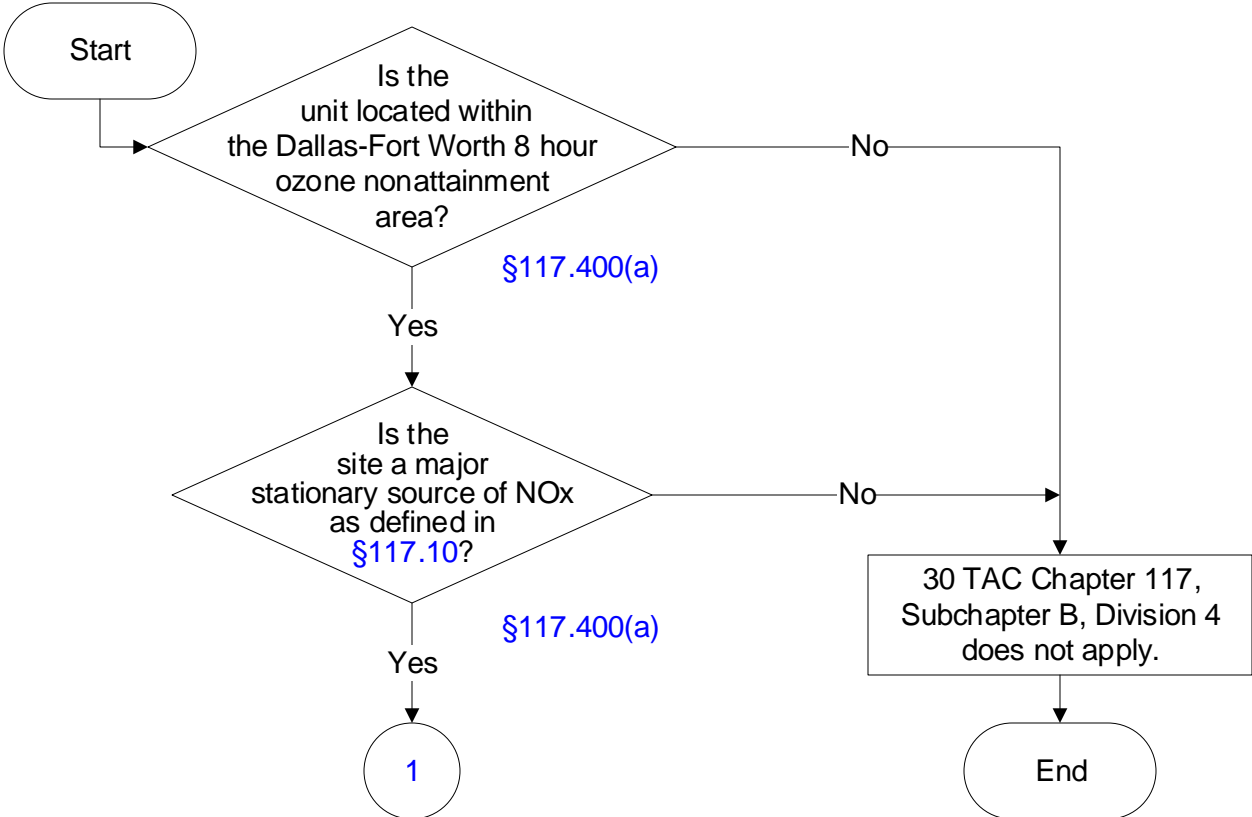 Start
Is the
unit located within
the Dallas-Fort Worth 8 hour
ozone nonattainment
area?
No
§117.400(a)
Yes
Is the
site a major
stationary source of NOx
as defined in
§117.10?
No
§117.400(a)
Yes
30 TAC Chapter 117,
Subchapter B, Division 4
does not apply.
1
End